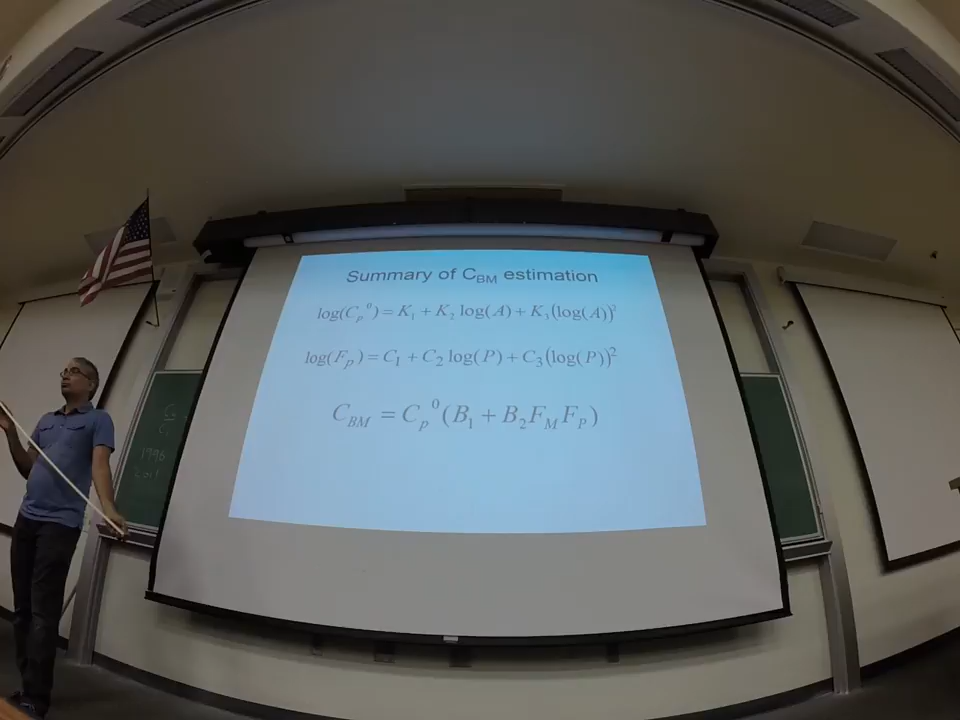 Summary of C_BM estimation
log(C_p^0) = K_1 + K_2 log(A) + K_3(log(A))^2
log(F_p) = C_1 + C_2 log(P) + C_3(log(P))^2
C_BM = C_p^0 (B_1 + B_2 F_M F_P)
1996